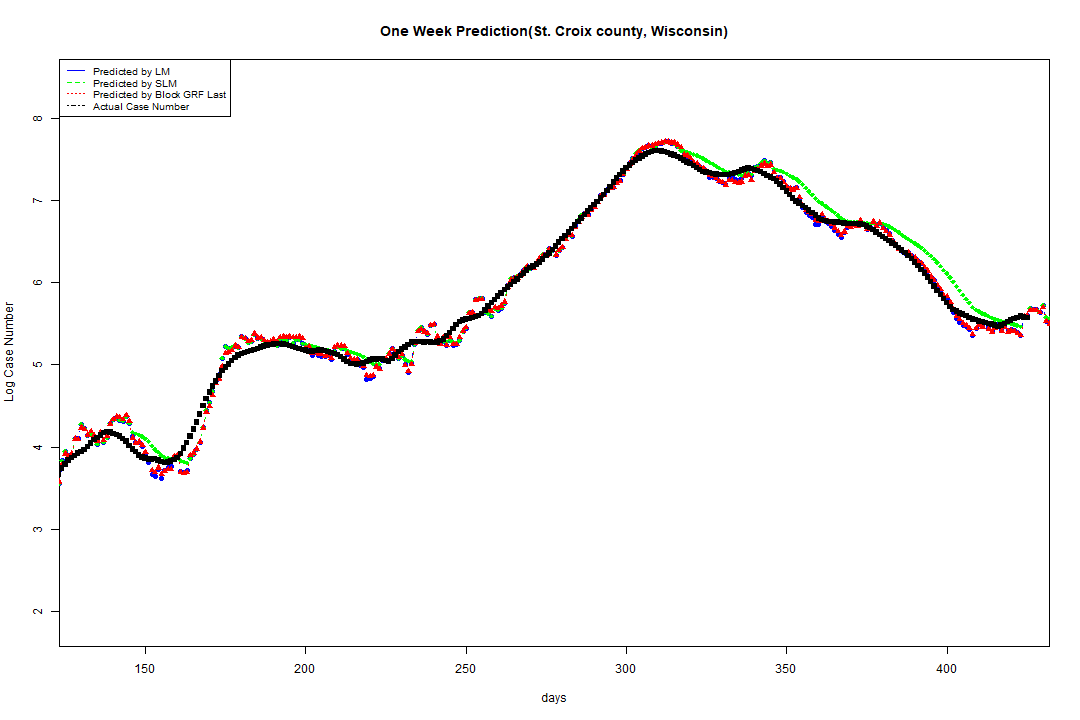 One Week Prediction(St. Croix county, Wisconsin)
Predicted by LM
Predicted by SLM
Predicted by Block GRF Last
Actual Case Number
Log Case Number
8
7
6
5
4
3
2
150 200 250 300 350 400
days